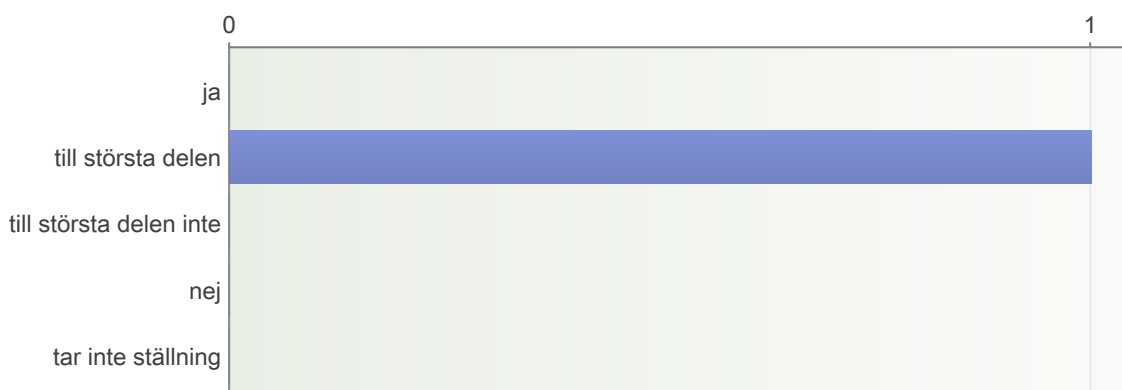 0 1
ja
till största delen
till största delen inte
nej
tar inte ställning